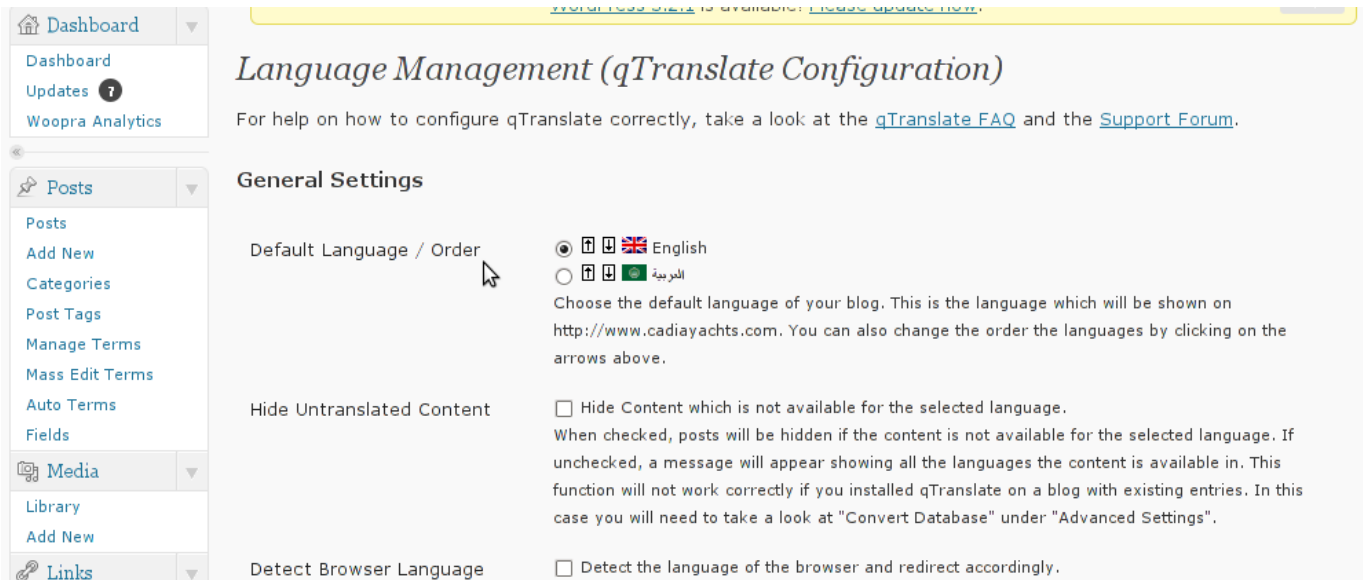 Dashboard
Dashboard
Updates 7
Woopra Analytics
Posts
Posts
Add New
Categories
Post Tags
Manage Terms
Mass Edit Terms
Auto Terms
Fields
Media
Library
Add New
Links
WordPress 3.2.1 is available! Please update now.
Language Management (qTranslate Configuration)
For help on how to configure qTranslate correctly, take a look at the qTranslate FAQ and the Support Forum.
General Settings
Default Language / Order
English
العربية
Choose the default language of your blog. This is the language which will be shown on
http://www.cadiayachts.com. You can also change the order the languages by clicking on the
arrows above.
Hide Untranslated Content
Hide Content which is not available for the selected language.
When checked, posts will be hidden if the content is not available for the selected language. If
unchecked, a message will appear showing all the languages the content is available in. This
function will not work correctly if you installed qTranslate on a blog with existing entries. In this
case you will need to take a look at "Convert Database" under "Advanced Settings".
Detect Browser Language
Detect the language of the browser and redirect accordingly.